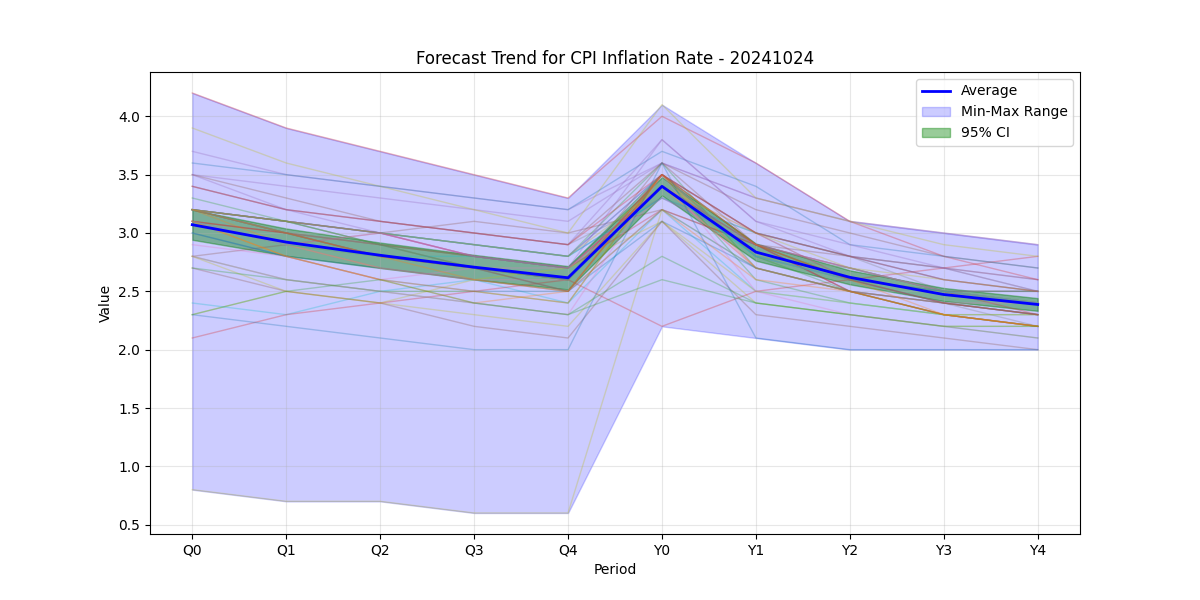 Forecast Trend for CPI Inflation Rate - 20241024
Average
Min-Max Range
95% CI
Value
4.0
3.5
3.0
2.5
2.0
1.5
1.0
0.5
Q0 Q1 Q2 Q3 Q4 Y0 Y1 Y2 Y3 Y4
Period